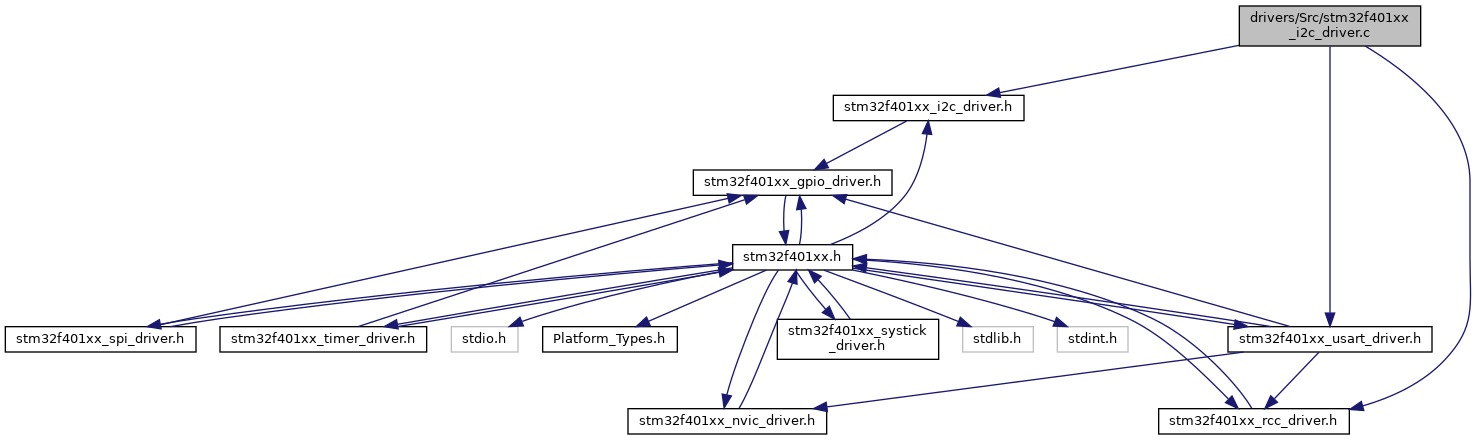 drivers/Src/stm32f401xx
_i2c_driver.c
stm32f401xx_i2c_driver.h
stm32f401xx_gpio_driver.h
stm32f401xx.h
stm32f401xx_spi_driver.h
stm32f401xx_timer_driver.h
stdio.h
Platform_Types.h
stm32f401xx_systick
_driver.h
stdlib.h
stdint.h
stm32f401xx_usart_driver.h
stm32f401xx_nvic_driver.h
stm32f401xx_rcc_driver.h